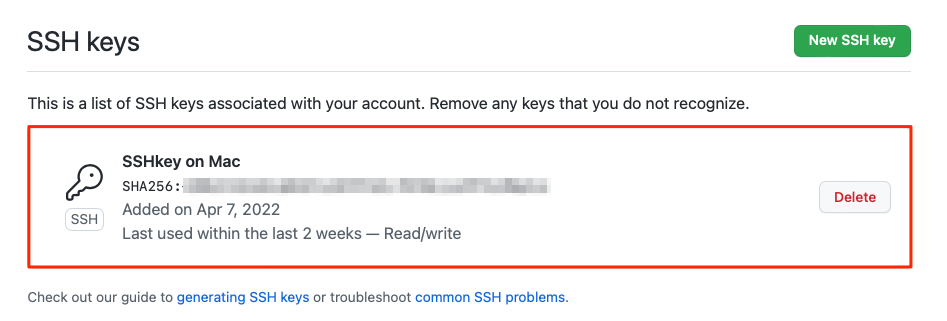 SSH keys
New SSH key
This is a list of SSH keys associated with your account. Remove any keys that you do not recognize.
SSHkey on Mac
SHA256:
SSH
Added on Apr 7, 2022
Delete
Last used within the last 2 weeks — Read/write
Check out our guide to generating SSH keys or troubleshoot common SSH problems.